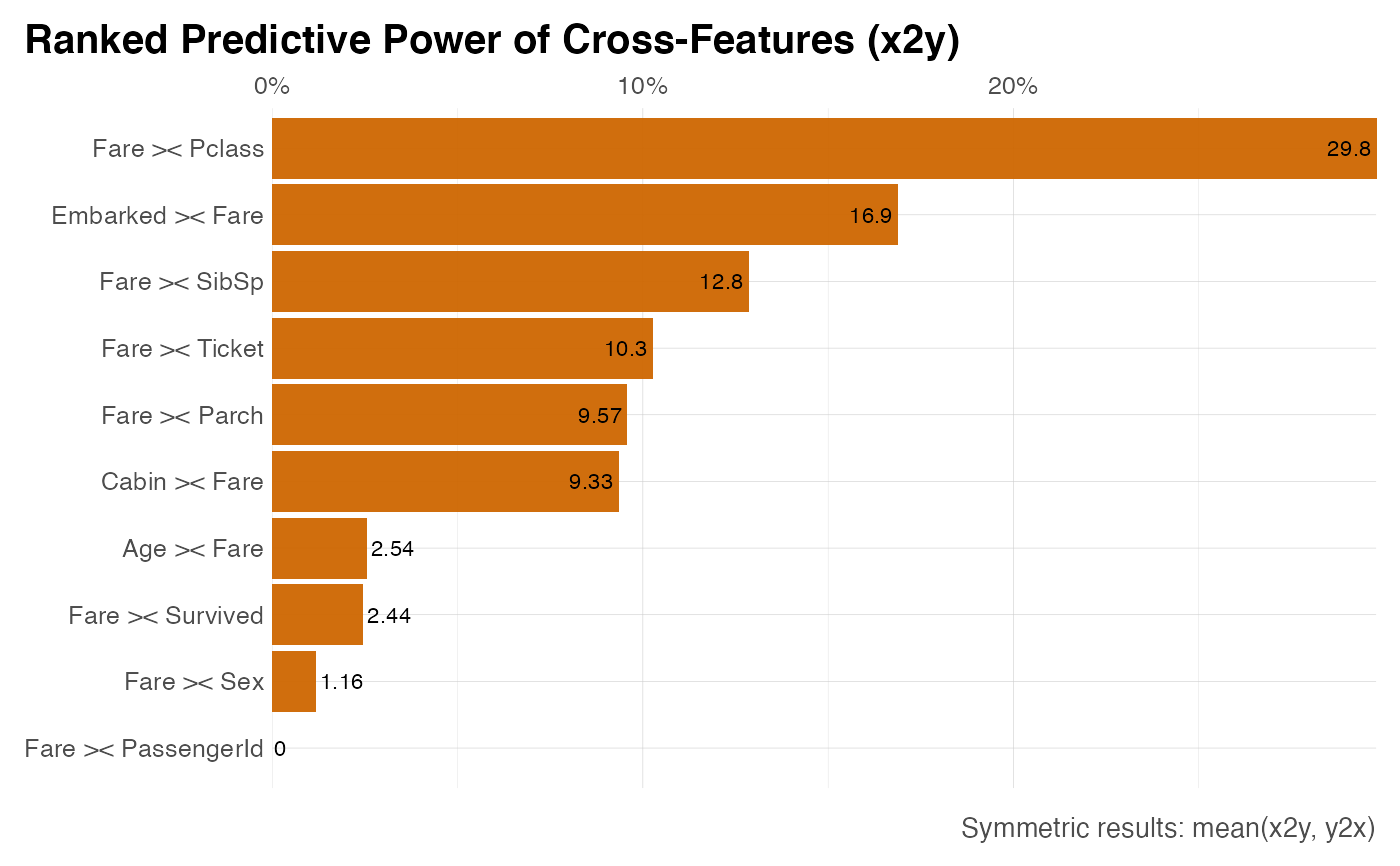 Ranked Predictive Power of Cross-Features (x2y)
0% 10% 20%
Fare >< Pclass 29.8
Embarked >< Fare 16.9
Fare >< SibSp 12.8
Fare >< Ticket 10.3
Fare >< Parch 9.57
Cabin >< Fare 9.33
Age >< Fare 2.54
Fare >< Survived 2.44
Fare >< Sex 1.16
Fare >< PassengerId 0
Symmetric results: mean(x2y, y2x)